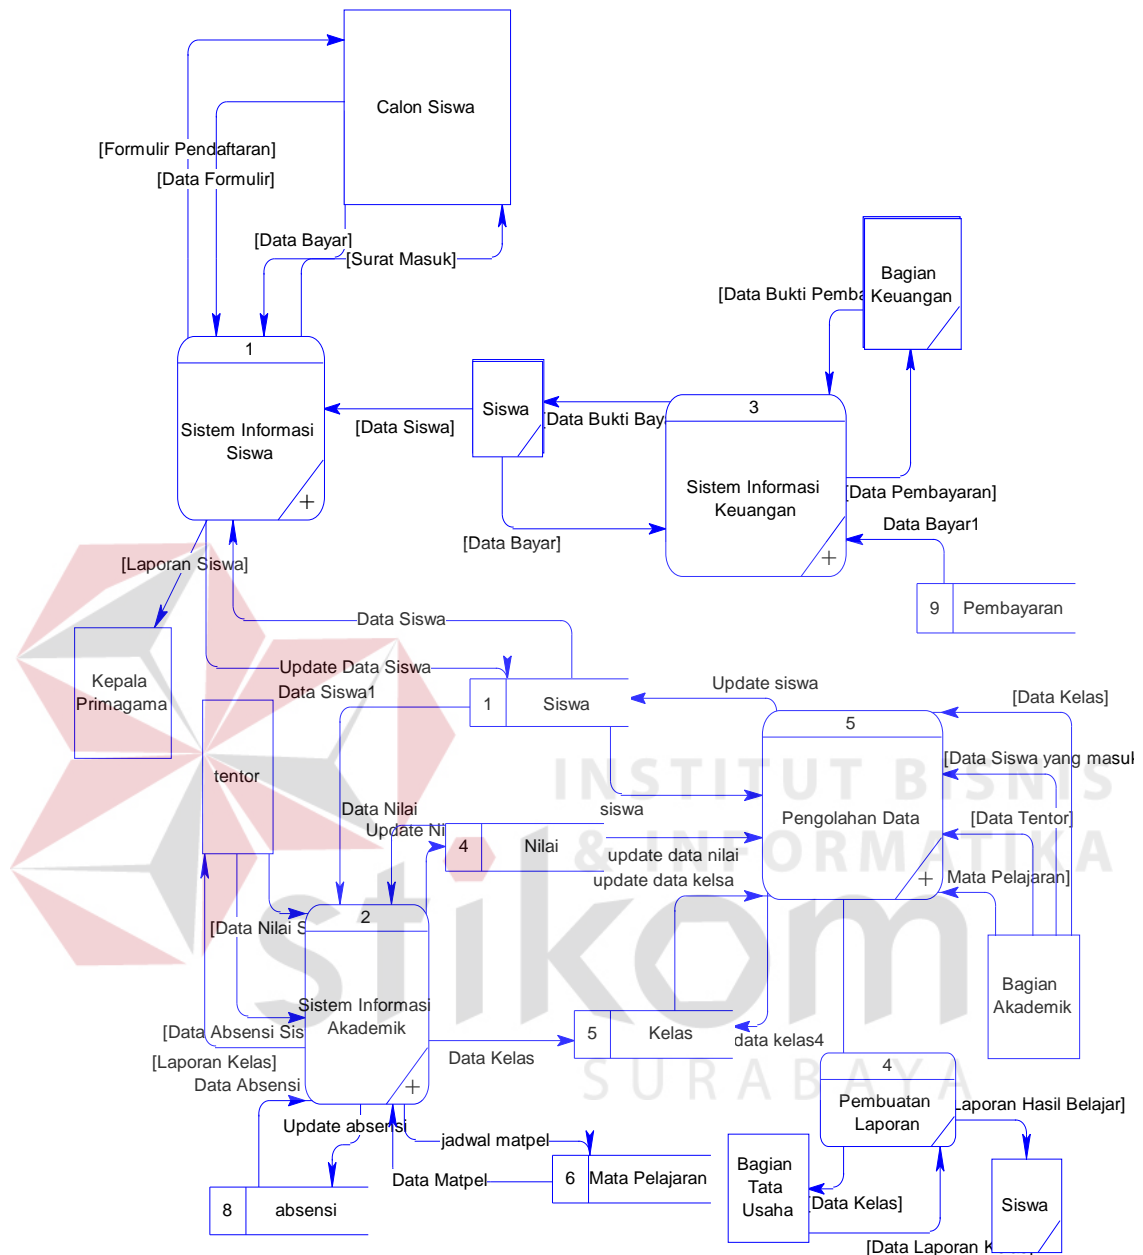 Calon Siswa
[Formulir Pendaftaran]
[Data Formulir]
[Data Bayar]
[Surat Masuk]
Bagian
Keuangan
[Data Bukti Pemba
1
Sistem Informasi
Siswa
+
[Data Siswa]
Siswa
[Data Bukti Bay
3
Sistem Informasi
Keuangan
+
[Data Pembayaran]
[Data Bayar]
Data Bayar1
9
Pembayaran
[Laporan Siswa]
Data Siswa
Kepala
Primagama
Update Data Siswa
Data Siswa1
1
Siswa
Update siswa
[Data Kelas]
5
Pengolahan Data
+
[Data Siswa yang masuk
tentor
INSTITUT BISNIS
& INFORMATIKA
stikom
SURABAYA
Data Nilai
siswa
[Data Tentor]
Update Ni
4
Nilai
update data nilai
update data kelsa
Mata Pelajaran]
2
Sistem Informasi
Akademik
+
[Data Nilai S
Bagian
Akademik
[Data Absensi Sis
[Laporan Kelas]
Data Kelas
5
Kelas
data kelas4
Data Absensi
4
Pembuatan
Laporan
Laporan Hasil Belajar]
Update absensi
jadwal matpel
Data Matpel
6
Mata Pelajaran
Bagian
Tata
Usaha
[Data Kelas]
Siswa
8
absensi
[Data Laporan K